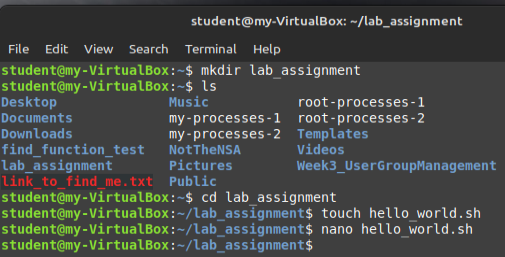 student@my-VirtualBox: ~/lab_assignment
File Edit View Search Terminal Help
student@my-VirtualBox:~$ mkdir lab_assignment
student@my-VirtualBox:~$ ls
Desktop Music root-processes-1
Documents my-processes-1 root-processes-2
Downloads my-processes-2 Templates
find_function_test NotTheNSA Videos
lab_assignment Pictures Week3_UserGroupManagement
link_to_find_me.txt Public
student@my-VirtualBox:~$ cd lab_assignment
student@my-VirtualBox:~/lab_assignment$ touch hello_world.sh
student@my-VirtualBox:~/lab_assignment$ nano hello_world.sh
student@my-VirtualBox:~/lab_assignment$